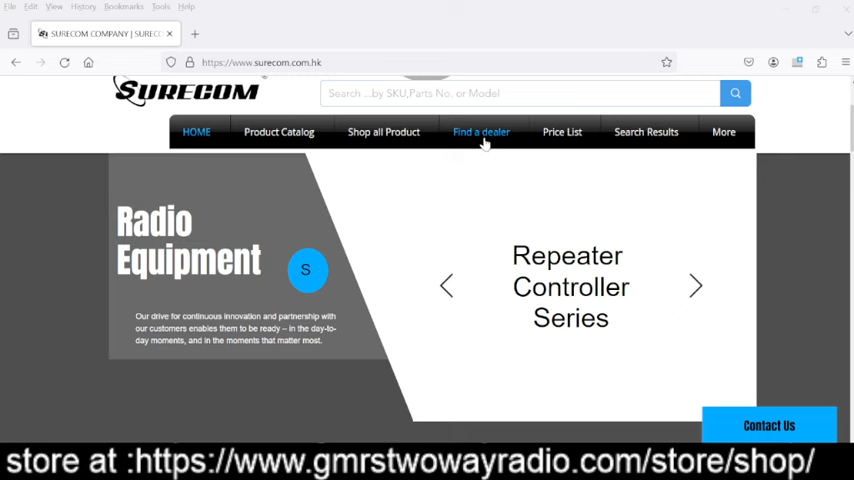 File Edit View History Bookmarks Tools Help
SURECOM COMPANY | SUREC
https://www.surecom.com.hk
SURECOM
Search ...by SKU,Parts No. or Model
HOME Product Catalog Shop all Product Find a dealer Price List Search Results More
Radio
Equipment
S
Our drive for continuous innovation and partnership with
our customers enables them to be ready – in the day-to-
day moments, and in the moments that matter most.
Repeater
Controller
Series
Contact Us
store at :https://www.gmrstwowayradio.com/store/shop/